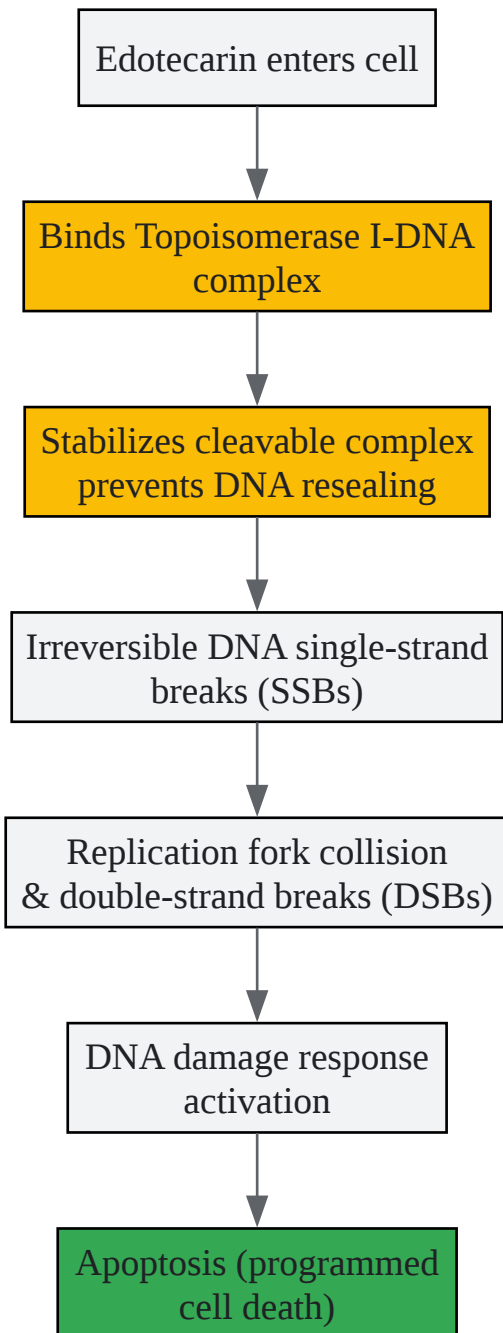 Edotecarin enters cell
Binds Topoisomerase I-DNA
complex
Stabilizes cleavable complex
prevents DNA resealing
Irreversible DNA single-strand
breaks (SSBs)
Replication fork collision
& double-strand breaks (DSBs)
DNA damage response
activation
Apoptosis (programmed
cell death)